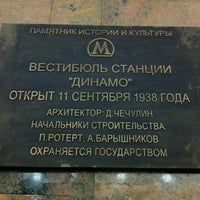 ПАМЯТНИК ИСТОРИИ И КУЛЬТУРЫ
М
ВЕСТИБЮЛЬ СТАНЦИИ
"ДИНАМО"
ОТКРЫТ 11 СЕНТЯБРЯ 1938 ГОДА
АРХИТЕКТОР: Д.ЧЕЧУЛИН
НАЧАЛЬНИКИ СТРОИТЕЛЬСТВА:
П.РОТЕРТ, А.БАРЫШНИКОВ
ОХРАНЯЕТСЯ ГОСУДАРСТВОМ